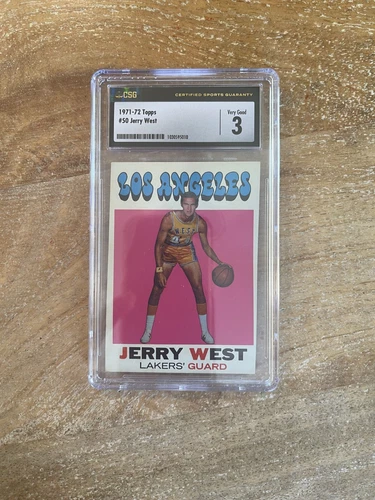 CSG
CERTIFIED SPORTS GUARANTY
1971-72 Topps
#50 Jerry West
Very Good
3
LOS ANGELES
JERRY WEST
LAKERS' GUARD